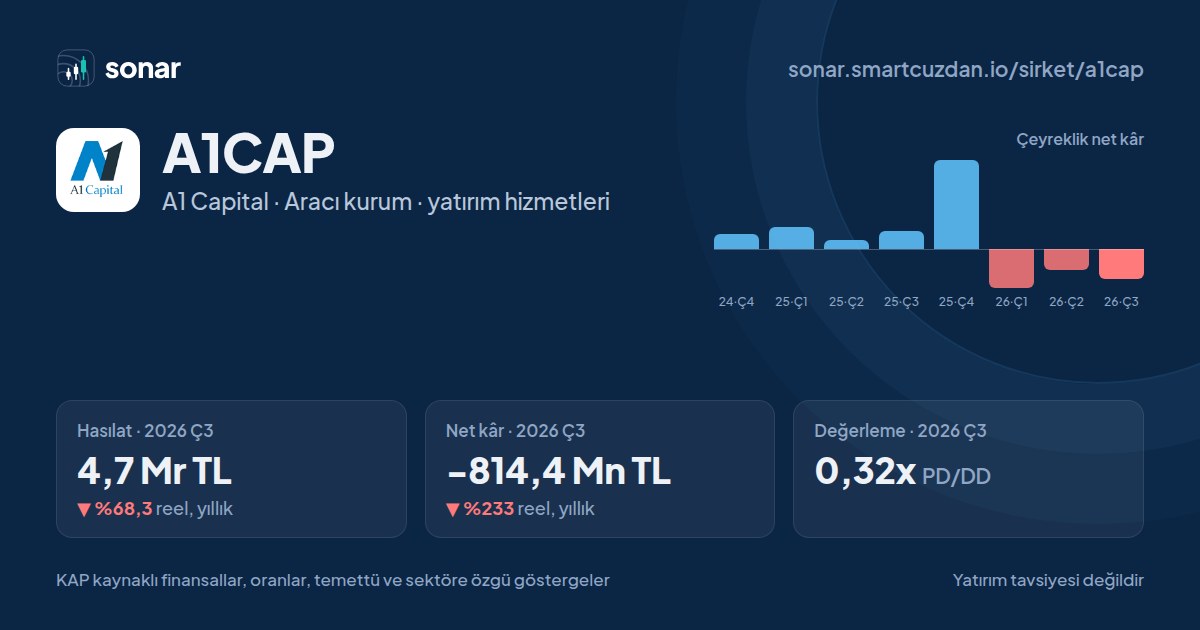 sonar
sonar.smartcuzdan.io/sirket/a1cap
A1 Capital
A1CAP
A1 Capital · Aracı kurum · yatırım hizmetleri
Çeyreklik net kâr
24·Ç4 25·Ç1 25·Ç2 25·Ç3 25·Ç4 26·Ç1 26·Ç2 26·Ç3
Hasılat · 2026 Ç3
4,7 Mr TL
▼ %68,3 reel, yıllık
Net kâr · 2026 Ç3
−814,4 Mn TL
▼ %233 reel, yıllık
Değerleme · 2026 Ç3
0,32x PD/DD
KAP kaynaklı finansallar, oranlar, temettü ve sektöre özgü göstergeler
Yatırım tavsiyesi değildir